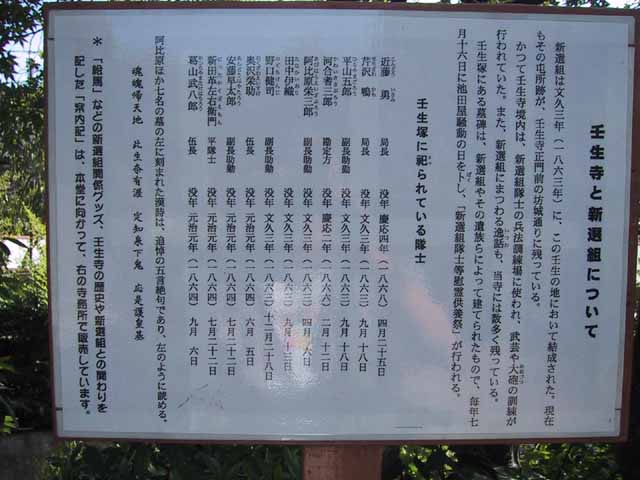 壬生寺と新選組について
新選組は文久三年(一八六三年)に、この壬生の地において結成された。現在
もその屯所跡が、壬生寺正門前の坊城通りに残っている。
かつて壬生寺境内は、新選組隊士の兵法調練場に使われ、武芸や大砲の訓練が
行われていた。また、新選組にまつわる逸話も、当寺には数多く残っている。
壬生塚にある墓碑は、新選組やその遺族らによって建てられたもので、毎年七
月十六日に池田屋騒動の日を卜し、「新選組隊士等慰霊供養祭」が行われる。
壬生塚に祀られている隊士
近藤 勇 局長 没年 慶応四年(一八六八)四月二十五日
芹沢 鴨 局長 没年 文久三年(一八六三)九月十八日
平山五郎 副長助勤 没年 文久三年(一八六三)九月十八日
河合耆三郎 勘定方 没年 慶応二年(一八六六)二月十二日
阿比原栄三郎 副長助勤 没年 文久三年(一八六三)四月六日
田中伊織 没年 文久三年(一八六三)九月十三日
野口健司 副長助勤 没年 文久三年(一八六三)十二月二十八日
奥沢栄助 伍長 没年 元治元年(一八六四)六月五日
安藤早太郎 副長助勤 没年 元治元年(一八六四)七月二十二日
新田革左衛門 平隊士 没年 元治元年(一八六四)七月二十二日
葛山武八郎 伍長 没年 元治元年(一八六四)九月六日
阿比原ほか七名の墓の左に刻まれた漢詩は、追悼の五言絶句であり、左のように読める。
魂魄帰天地 此生命有涯 定知泉下鬼 応是護皇基
*「絵馬」などの新選組関係グッズ、壬生寺の歴史や新選組との関わりを
記した「案内記」は、本堂に向かって、右の寺務所で販売しています。